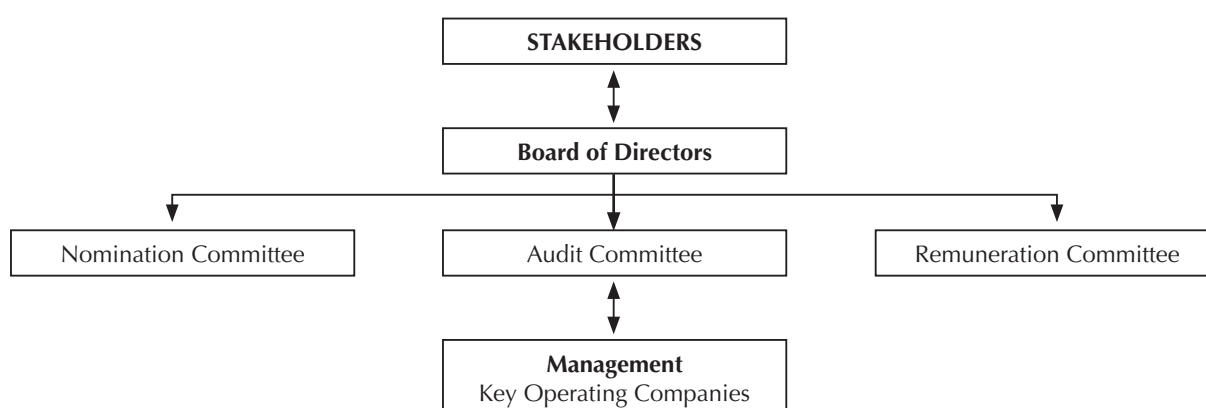 STAKEHOLDERS
Board of Directors
Nomination Committee
Audit Committee
Remuneration Committee
Management
Key Operating Companies